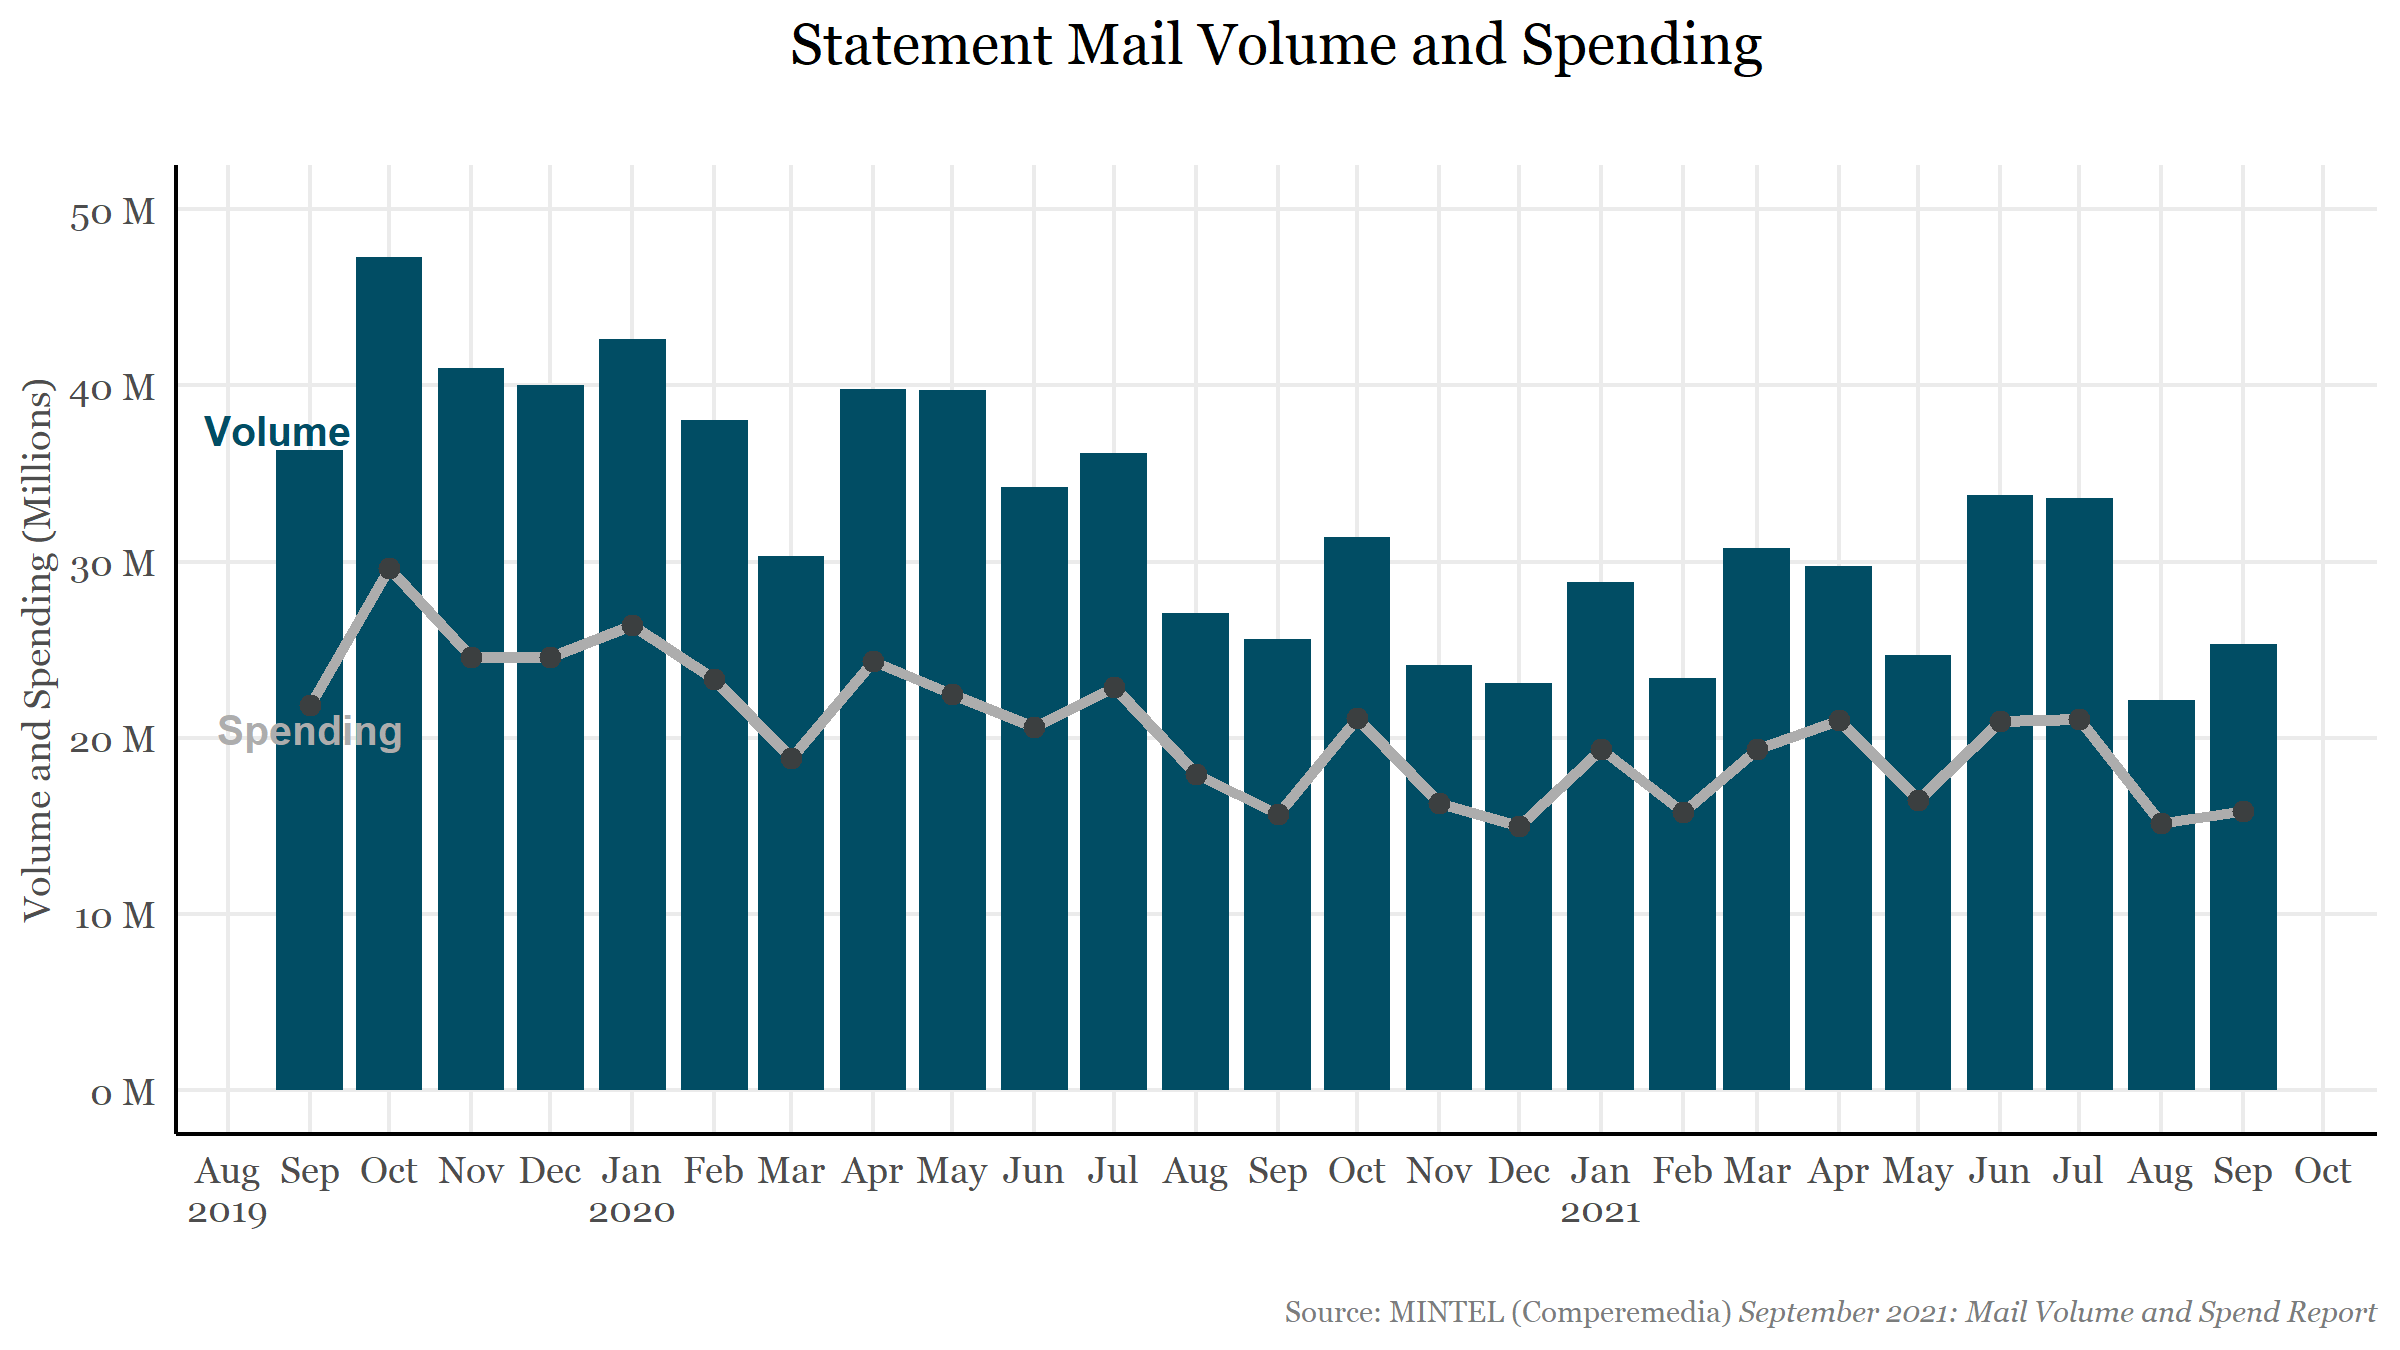 Statement Mail Volume and Spending
Volume and Spending (Millions)
50 M
40 M
30 M
20 M
10 M
0 M
Volume
Spending
Aug Sep Oct Nov Dec Jan Feb Mar Apr May Jun Jul Aug Sep Oct Nov Dec Jan Feb Mar Apr May Jun Jul Aug Sep Oct
2019 2020 2021
Source: MINTEL (Comperemedia) September 2021: Mail Volume and Spend Report